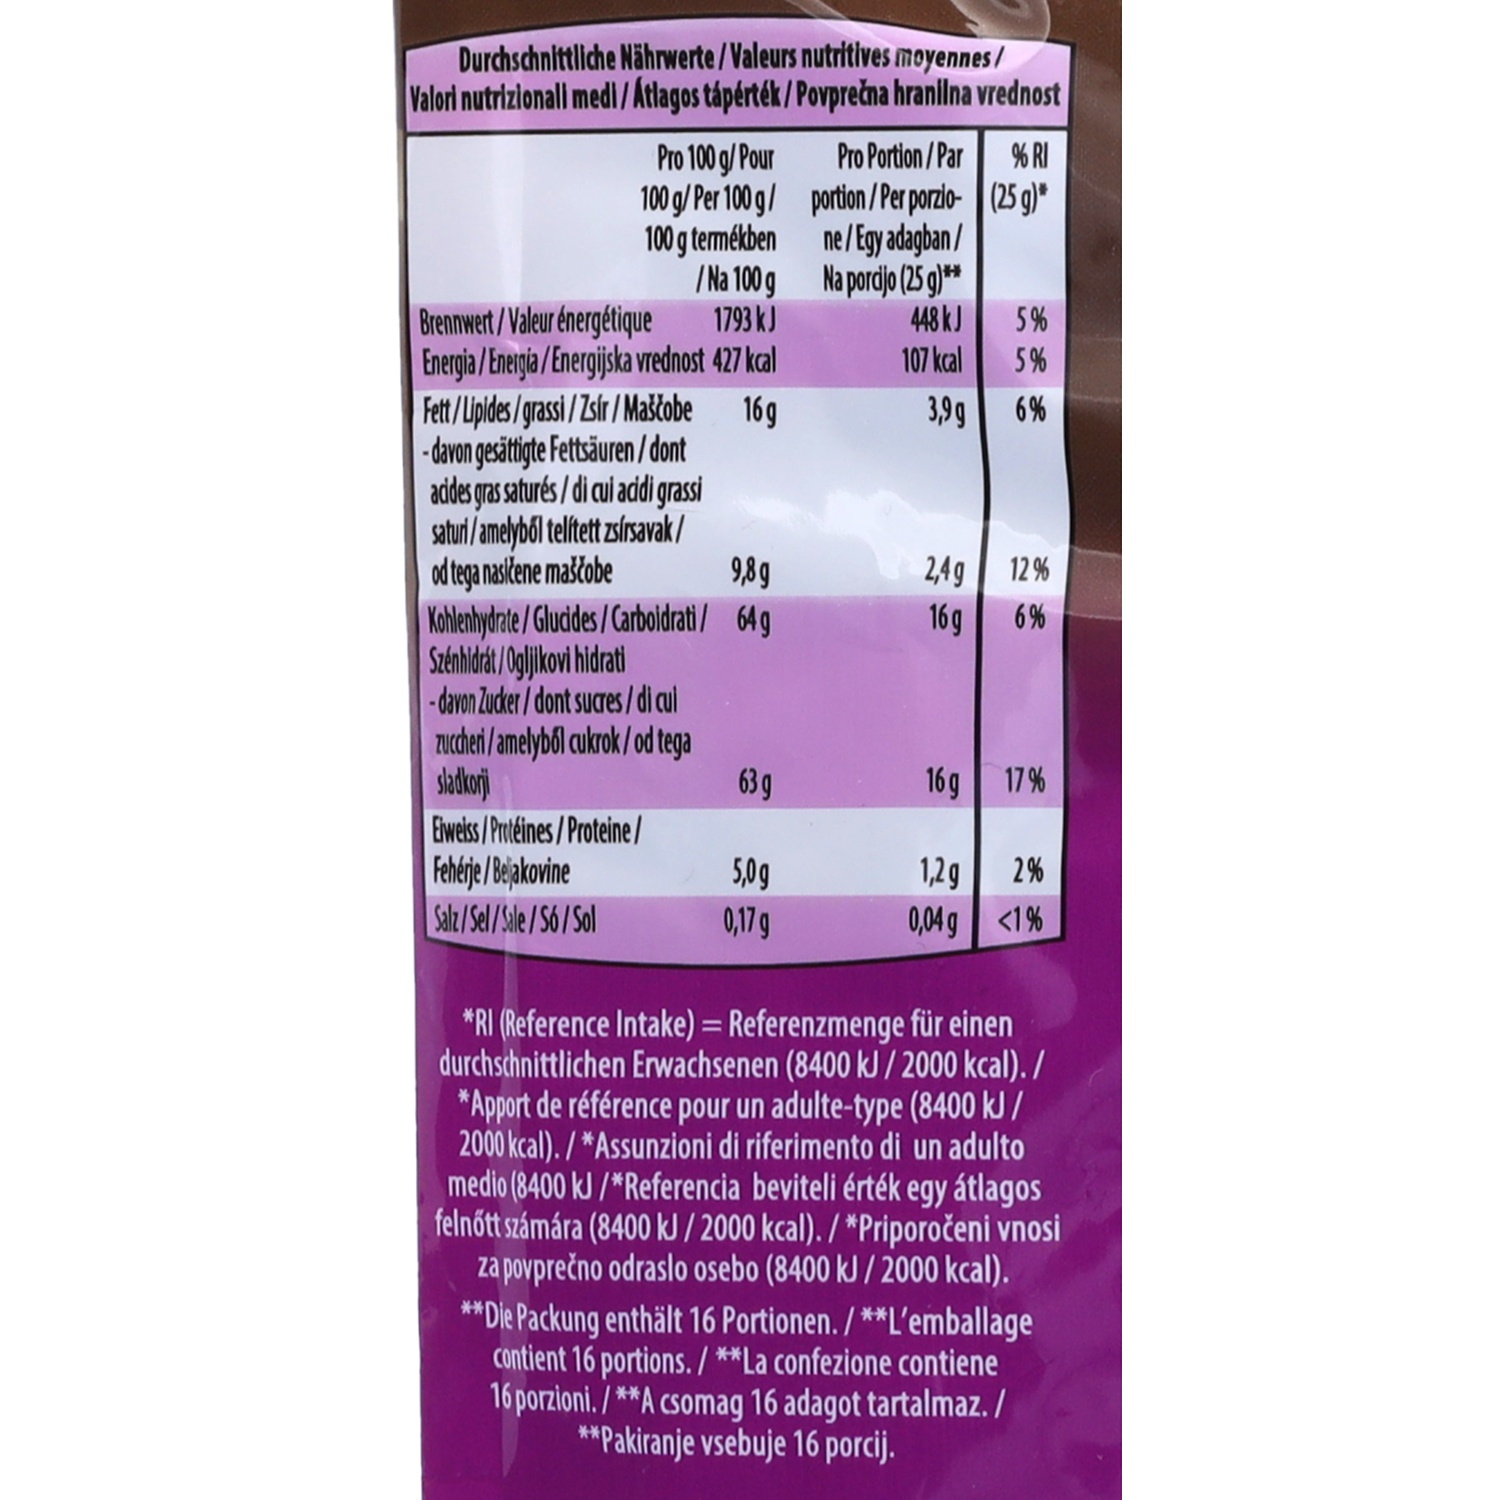 Durchschnittliche Nährwerte / Valeurs nutritives moyennes /
Valori nutrizionali medi / Átlagos tápérték / Povprečna hranilna vrednost
Pro 100 g/ Pour Pro Portion / Par % RI
100 g/ Per 100 g / portion / Per porzio- (25 g)*
100 g termékben ne / Egy adagban /
/ Na 100 g Na porcijo (25 g)**
Brennwert / Valeur énergétique 1793 kJ 448 kJ 5 %
Energia / Energia / Energijska vrednost 427 kcal 107 kcal 5 %
Fett / Lipides / grassi / Zsír / Maščobe 16 g 3,9 g 6 %
- davon gesättigte Fettsäuren / dont
acides gras saturés / di cui acidi grassi
saturi / amelyből telített zsírsavak /
od tega nasičene maščobe 9,8 g 2,4 g 12 %
Kohlenhydrate / Glucides / Carboidrati / 64 g 16 g 6 %
Szénhidrát / Ogljikovi hidrati
- davon Zucker / dont sucres / di cui
zuccheri / amelyből cukrok / od tega
sladkorji 63 g 16 g 17 %
Eiweiss / Protéines / Proteine /
Fehérje / Beljakovine 5,0 g 1,2 g 2 %
Salz / Sel / Sale / Só / Sol 0,17 g 0,04 g <1 %
*RI (Reference Intake) = Referenzmenge für einen
durchschnittlichen Erwachsenen (8400 kJ / 2000 kcal). /
*Apport de référence pour un adulte-type (8400 kJ /
2000 kcal). / *Assunzioni di riferimento di un adulto
medio (8400 kJ /*Referencia beviteli érték egy átlagos
felnőtt számára (8400 kJ / 2000 kcal). / *Priporočeni vnosi
za povprečno odraslo osebo (8400 kJ / 2000 kcal).
**Die Packung enthält 16 Portionen. / **L'emballage
contient 16 portions. / **La confezione contiene
16 porzioni. / **A csomag 16 adagot tartalmaz. /
**Pakiranje vsebuje 16 porcij.